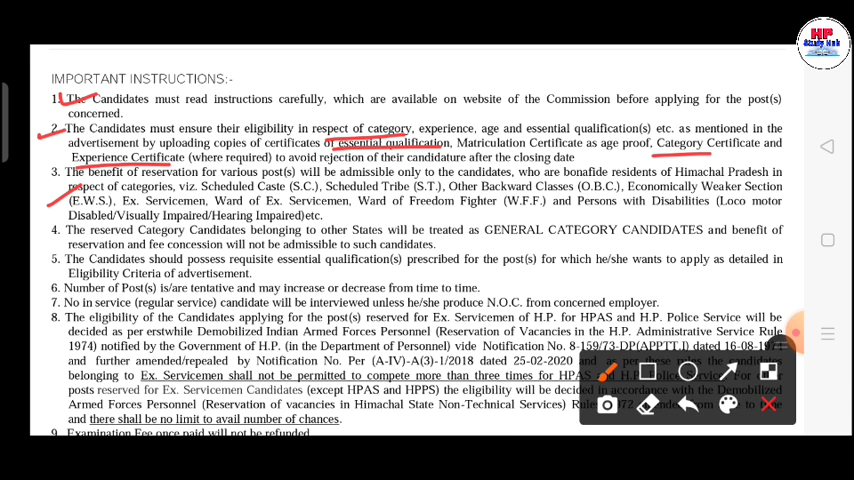 HP
Study Hub
IMPORTANT INSTRUCTIONS:-
1. The Candidates must read instructions carefully, which are available on website of the Commission before applying for the post(s)
concerned.
2. The Candidates must ensure their eligibility in respect of category, experience, age and essential qualification(s) etc. as mentioned in the
advertisement by uploading copies of certificates of essential qualification, Matriculation Certificate as age proof, Category Certificate and
Experience Certificate (where required) to avoid rejection of their candidature after the closing date
3. The benefit of reservation for various post(s) will be admissible only to the candidates, who are bonafide residents of Himachal Pradesh in
respect of categories, viz. Scheduled Caste (S.C.), Scheduled Tribe (S.T.), Other Backward Classes (O.B.C.), Economically Weaker Section
(E.W.S.), Ex. Servicemen, Ward of Ex. Servicemen, Ward of Freedom Fighter (W.F.F.) and Persons with Disabilities (Loco motor
Disabled/Visually Impaired/Hearing Impaired)etc.
4. The reserved Category Candidates belonging to other States will be treated as GENERAL CATEGORY CANDIDATES and benefit of
reservation and fee concession will not be admissible to such candidates.
5. The Candidates should possess requisite essential qualification(s) prescribed for the post(s) for which he/she wants to apply as detailed in
Eligibility Criteria of advertisement.
6. Number of Post(s) is/are tentative and may increase or decrease from time to time.
7. No in service (regular service) candidate will be interviewed unless he/she produce N.O.C. from concerned employer.
8. The eligibility of the Candidates applying for the post(s) reserved for Ex. Servicemen of H.P. for HPAS and H.P. Police Service will be
decided as per erstwhile Demobilized Indian Armed Forces Personnel (Reservation of Vacancies in the H.P. Administrative Service Rule
1974) notified by the Government of H.P. (in the Department of Personnel) vide Notification No. 8-159/73-DP(APPTT.I) dated 16-08-1974
and further amended/repealed by Notification No. Per (A-IV)-A(3)-1/2018 dated 25-02-2020 and as per these rules the candidates
belonging to Ex. Servicemen shall not be permitted to compete more than three times for HPAS and H.P. Police Service. For
posts reserved for Ex. Servicemen Candidates (except HPAS and HPPS) the eligibility will be decided in accordance with the Demobilized
Armed Forces Personnel (Reservation of vacancies in Himachal State Non-Technical Services) Rules 1972 to time
and there shall be no limit to avail number of chances.
9. Examination Fee once paid will not be refunded